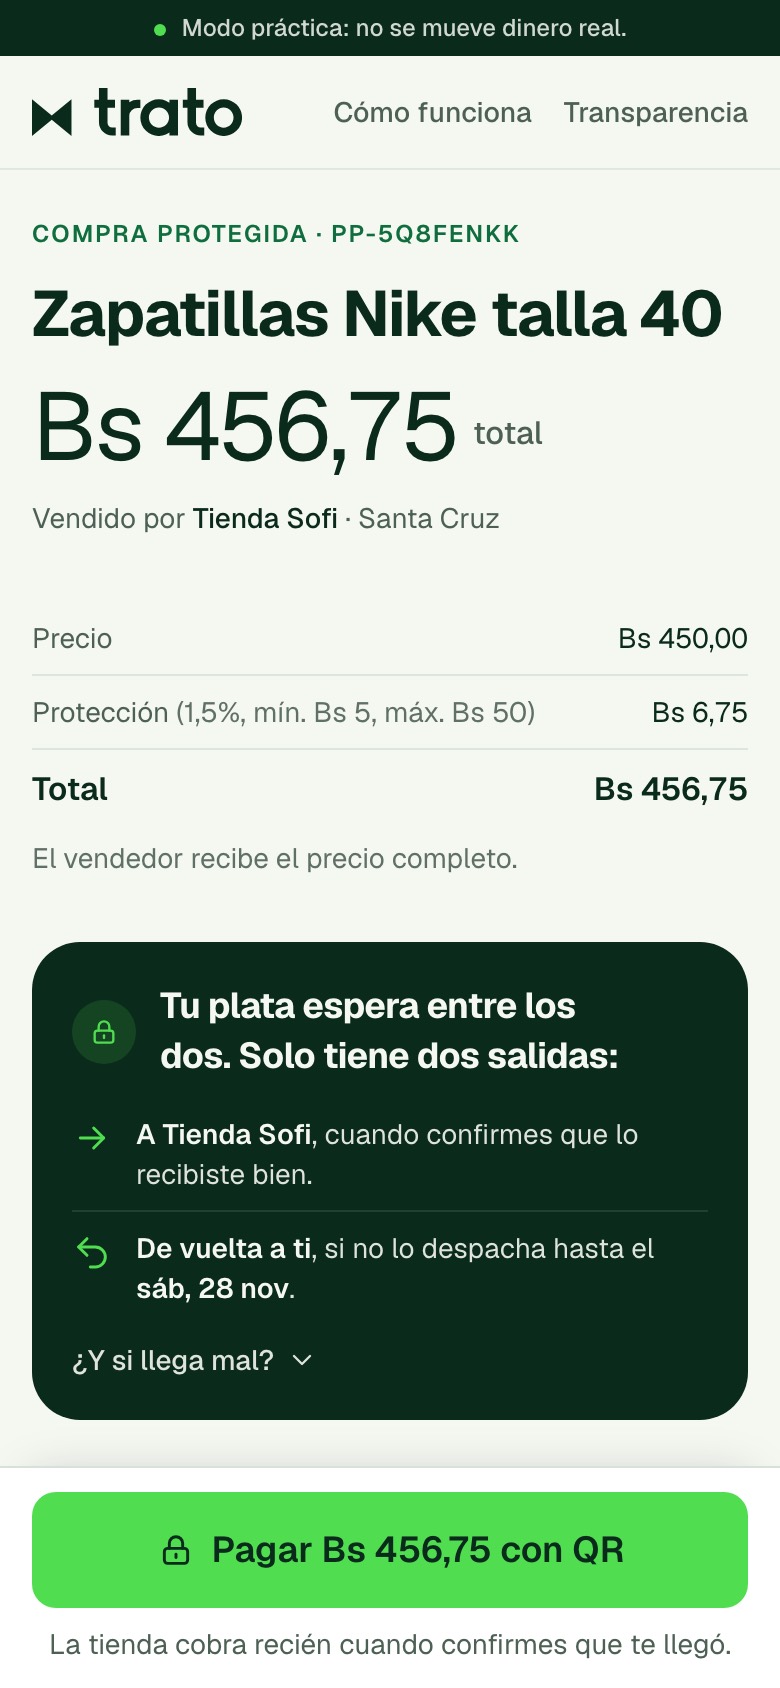 Modo práctica: no se mueve dinero real.
trato
Cómo funciona
Transparencia
COMPRA PROTEGIDA · PP-5Q8FENKK
Zapatillas Nike talla 40
Bs 456,75 total
Vendido por Tienda Sofi · Santa Cruz
Precio Bs 450,00
Protección (1,5%, mín. Bs 5, máx. Bs 50) Bs 6,75
Total Bs 456,75
El vendedor recibe el precio completo.
Tu plata espera entre los
dos. Solo tiene dos salidas:
A Tienda Sofi, cuando confirmes que lo
recibiste bien.
De vuelta a ti, si no lo despacha hasta el
sáb, 28 nov.
¿Y si llega mal?
Pagar Bs 456,75 con QR
La tienda cobra recién cuando confirmes que te llegó.